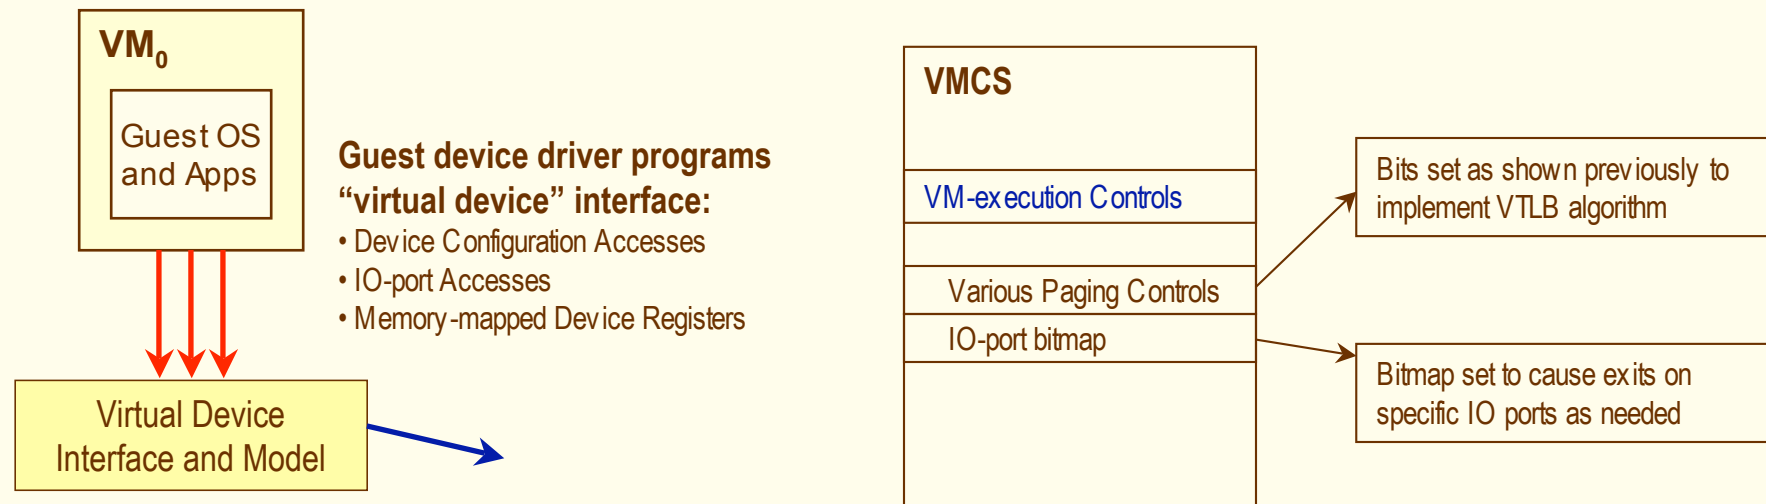 VM0
Guest OS
and Apps
Guest device driver programs
“virtual device” interface:
• Device Configuration Accesses
• IO-port Accesses
• Memory-mapped Device Registers
Virtual Device
Interface and Model
VMCS
VM-execution Controls
Various Paging Controls
IO-port bitmap
Bits set as shown previously to
implement VTLB algorithm
Bitmap set to cause exits on
specific IO ports as needed